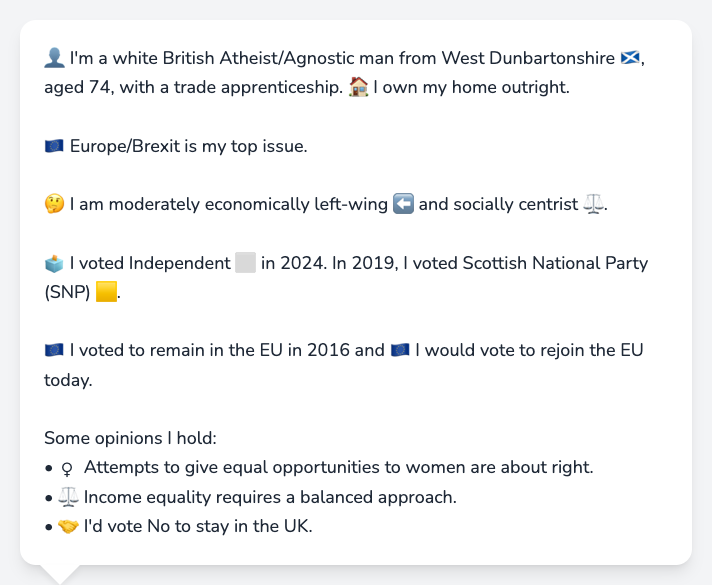 👤 I'm a white British Atheist/Agnostic man from West Dunbartonshire 🏴󠁧󠁢󠁳󠁣󠁴󠁿,
aged 74, with a trade apprenticeship. 🏠 I own my home outright.
🇪🇺 Europe/Brexit is my top issue.
🤔 I am moderately economically left-wing ⬅️ and socially centrist ⚖️.
🗳️ I voted Independent ⬜ in 2024. In 2019, I voted Scottish National Party
(SNP) 🟨.
🇪🇺 I voted to remain in the EU in 2016 and 🇪🇺 I would vote to rejoin the EU
today.
Some opinions I hold:
• ♀ Attempts to give equal opportunities to women are about right.
• ⚖️ Income equality requires a balanced approach.
• 🤝 I'd vote No to stay in the UK.